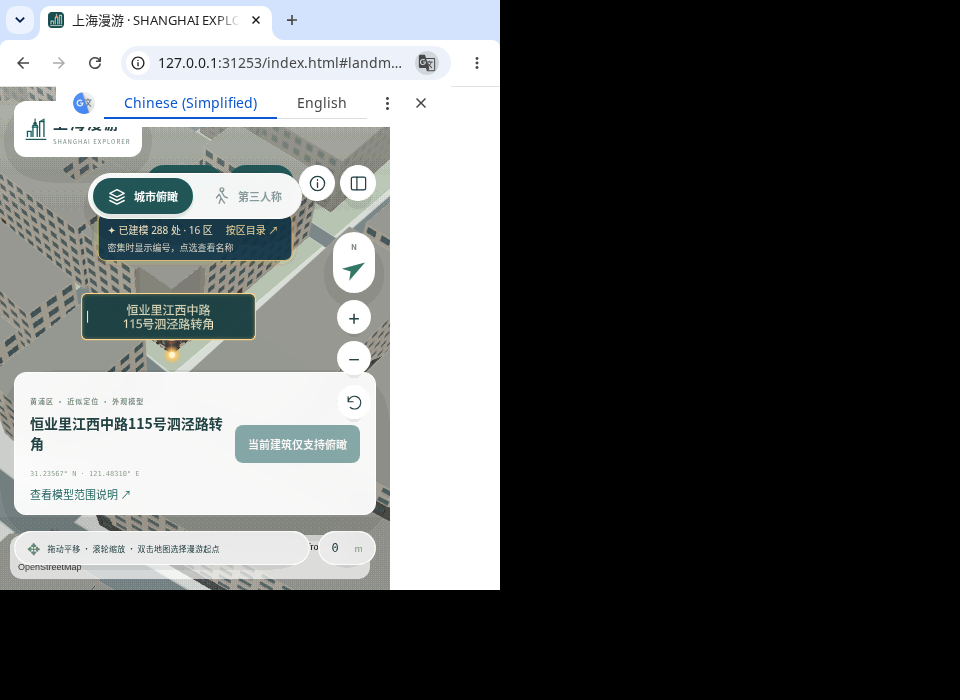 上海漫游 · SHANGHAI EXPLO
127.0.0.1:31253/index.html#landm...
Chinese (Simplified)
English
上海漫游
SHANGHAI EXPLORER
城市俯瞰
第三人称
✦ 已建模 288 处 · 16 区 按区目录 ↗
密集时显示编号，点选查看名称
N
恒业里江西中路
115号泗泾路转角
+
−
黄浦区 · 近似定位 · 外观模型
恒业里江西中路115号泗泾路转
角
当前建筑仅支持俯瞰
31.23567° N · 121.48310° E
查看模型范围说明 ↗
拖动平移 · 滚轮缩放 · 双击地图选择漫游起点
0 m
OpenStreetMap